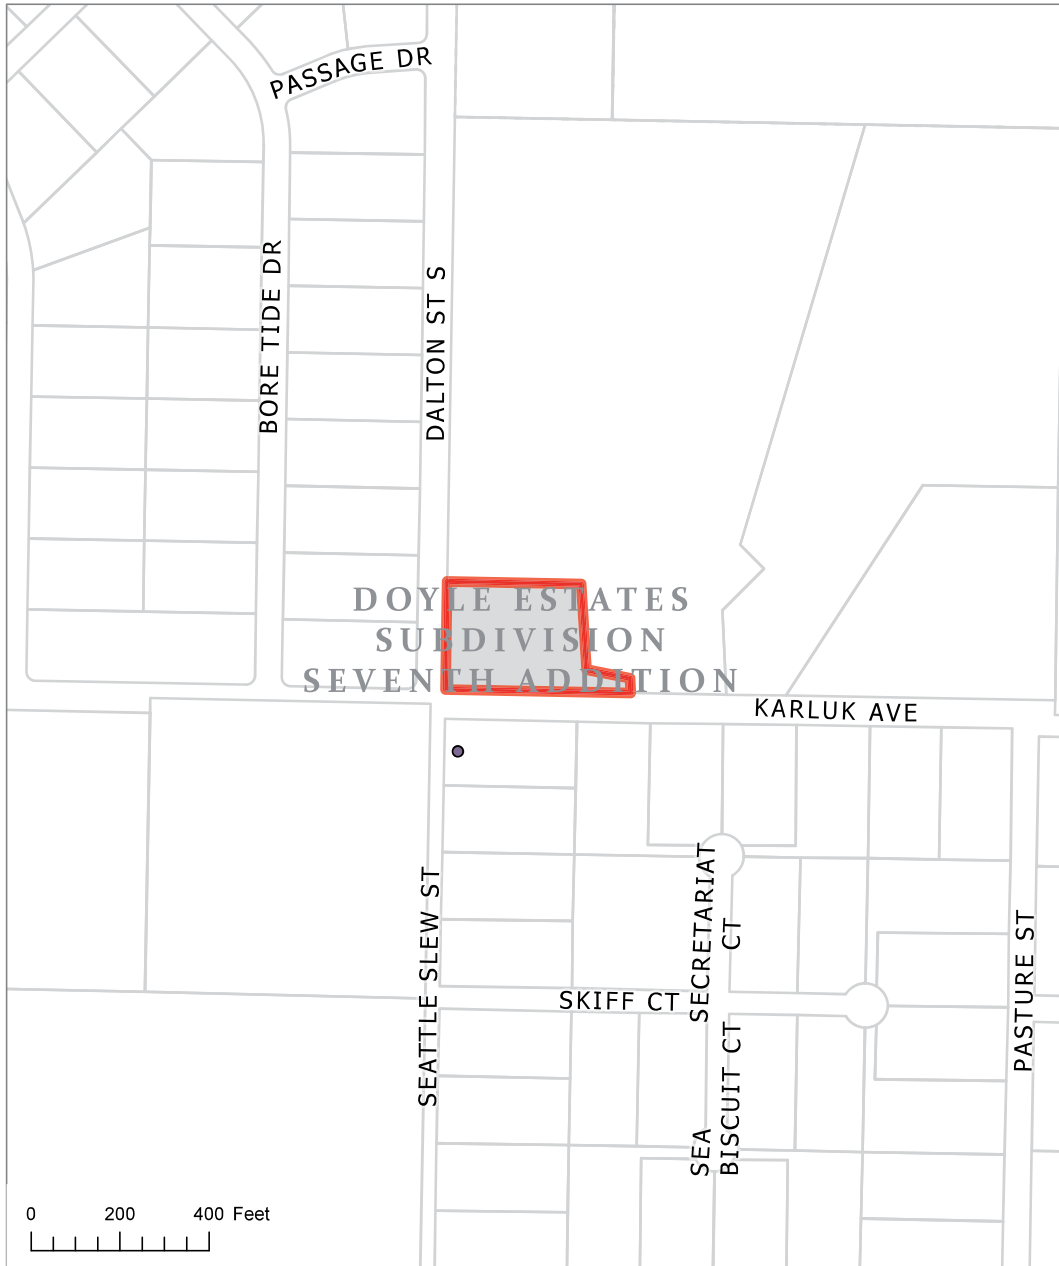 PASSAGE DR
BORE TIDE DR
DALTON ST S
DOYLE ESTATES
SUBDIVISION
SEVENTH ADDITION
KARLUK AVE
SEATTLE SLEW ST
SECRETARIAT
CT
SKIFF CT
PASTURE ST
SEA
BISCUIT CT
0 200 400 Feet